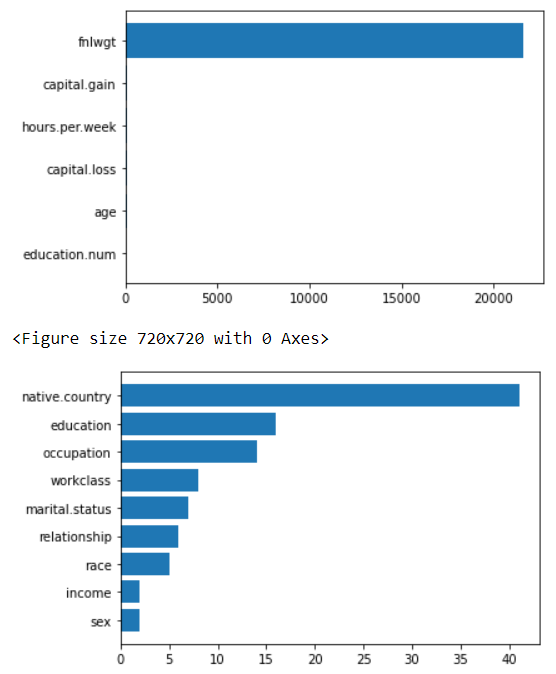 fnlwgt
capital.gain
hours.per.week
capital.loss
age
education.num
0 5000 10000 15000 20000
<Figure size 720x720 with 0 Axes>
native.country
education
occupation
workclass
marital.status
relationship
race
income
sex
0 5 10 15 20 25 30 35 40